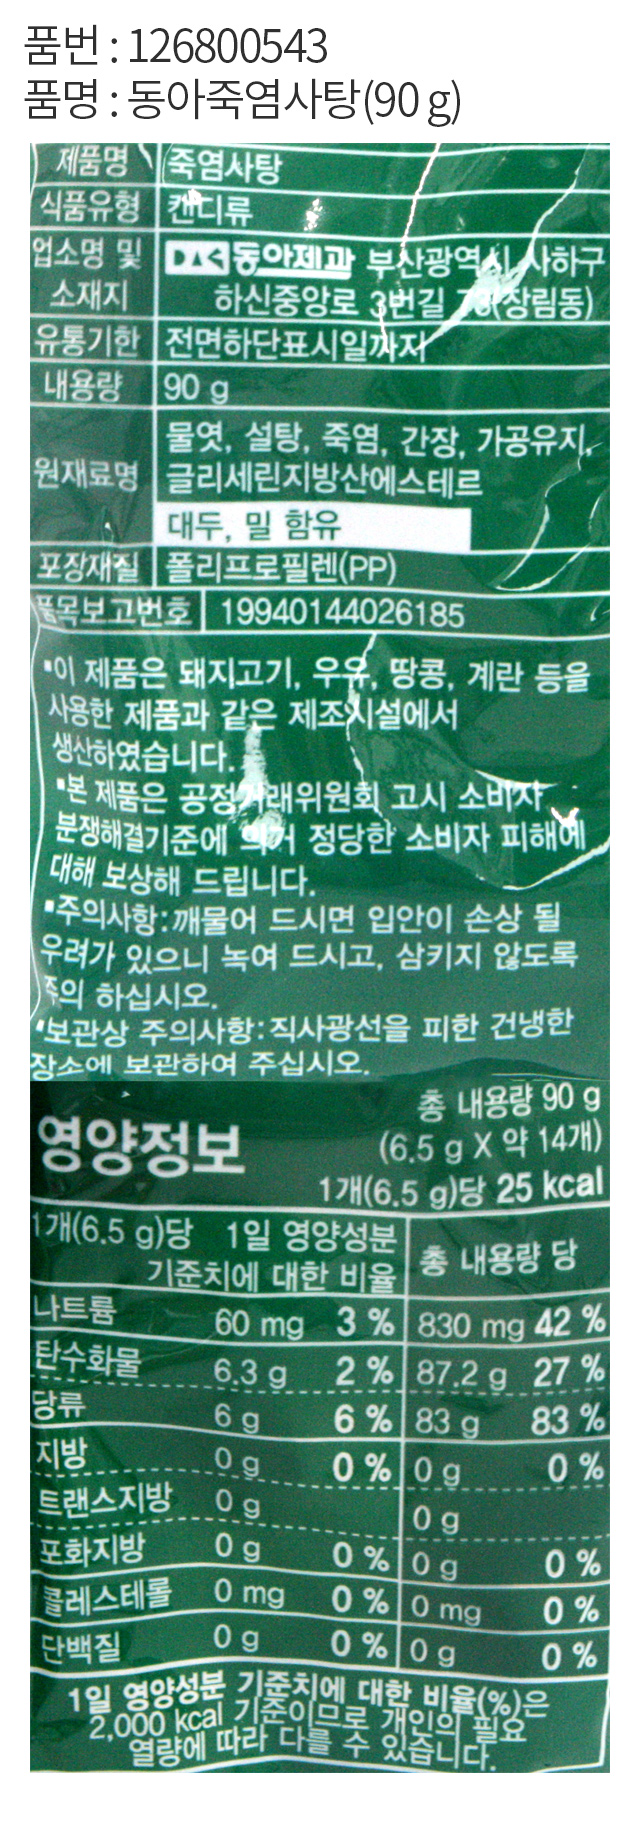 품번 : 126800543
품명 : 동아죽염사탕(90 g)
제품명 죽염사탕
식품유형 캔디류
업소명 및 DAC 동아제과 부산광역시 사하구
소재지 하신중앙로 3번길 (장림동)
유통기한 전면하단표시일까지
내용량 90 g
물엿, 설탕, 죽염, 간장, 가공유지,
원재료명 글리세린지방산에스테르
대두, 밀 함유
포장재질 폴리프로필렌(PP)
품목보고번호 19940144026185
▪이 제품은 돼지고기, 우유, 땅콩, 계란 등을
사용한 제품과 같은 제조시설에서
생산하였습니다.
▪본 제품은 공정거래위원회 고시 소비자
분쟁해결기준에 의거 정당한 소비자 피해에
대해 보상해 드립니다.
▪주의사항:깨물어 드시면 입안이 손상 될
우려가 있으니 녹여 드시고, 삼키지 않도록
주의 하십시오.
▪보관상 주의사항:직사광선을 피한 건냉한
장소에 보관하여 주십시오.
영양정보
총 내용량 90 g
(6.5 g X 약 14개)
1개(6.5 g)당 25 kcal
1개(6.5 g)당 1일 영양성분
기준치에 대한 비율
총 내용량 당
나트륨 60 mg 3 % 830 mg 42 %
탄수화물 6.3 g 2 % 87.2 g 27 %
당류 6 g 6 % 83 g 83 %
지방 0 g 0 % 0 g 0 %
트랜스지방 0 g 0 g
포화지방 0 g 0 % 0 g 0 %
콜레스테롤 0 mg 0 % 0 mg 0 %
단백질 0 g 0 % 0 g 0 %
1일 영양성분 기준치에 대한 비율(%)은
2,000 kcal 기준이므로 개인의 필요
열량에 따라 다를 수 있습니다.